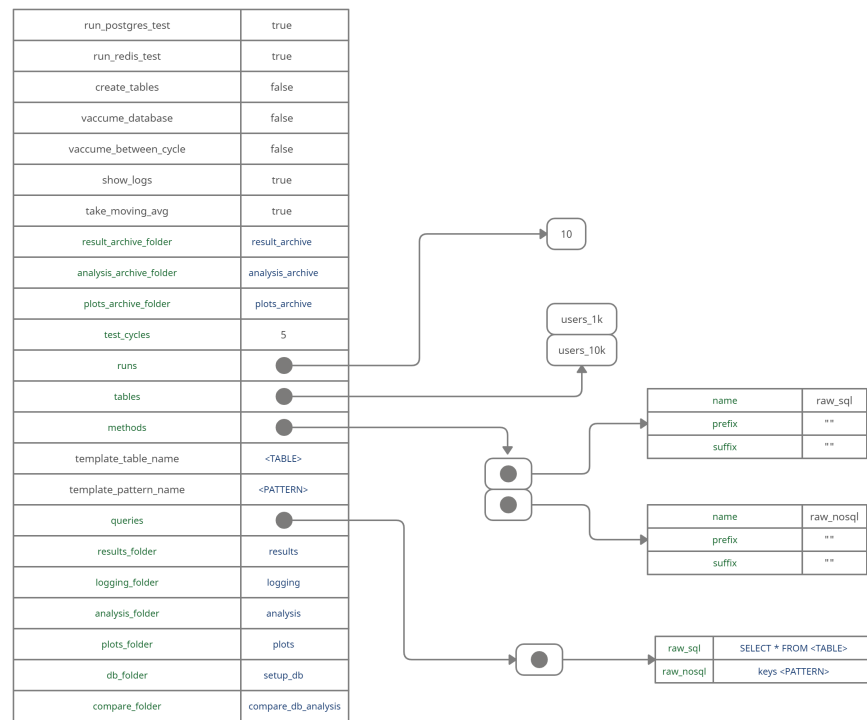 run_postgres_test true
run_redis_test true
create_tables false
vaccume_database false
vaccume_between_cycle false
show_logs true
take_moving_avg true
result_archive_folder result_archive
analysis_archive_folder analysis_archive
plots_archive_folder plots_archive
test_cycles 5
runs
tables
methods
template_table_name <TABLE>
template_pattern_name <PATTERN>
queries
results_folder results
logging_folder logging
analysis_folder analysis
plots_folder plots
db_folder setup_db
compare_folder compare_db_analysis
10
users_1k
users_10k
name raw_sql
prefix ""
suffix ""
name raw_nosql
prefix ""
suffix ""
raw_sql SELECT * FROM <TABLE>
raw_nosql keys <PATTERN>